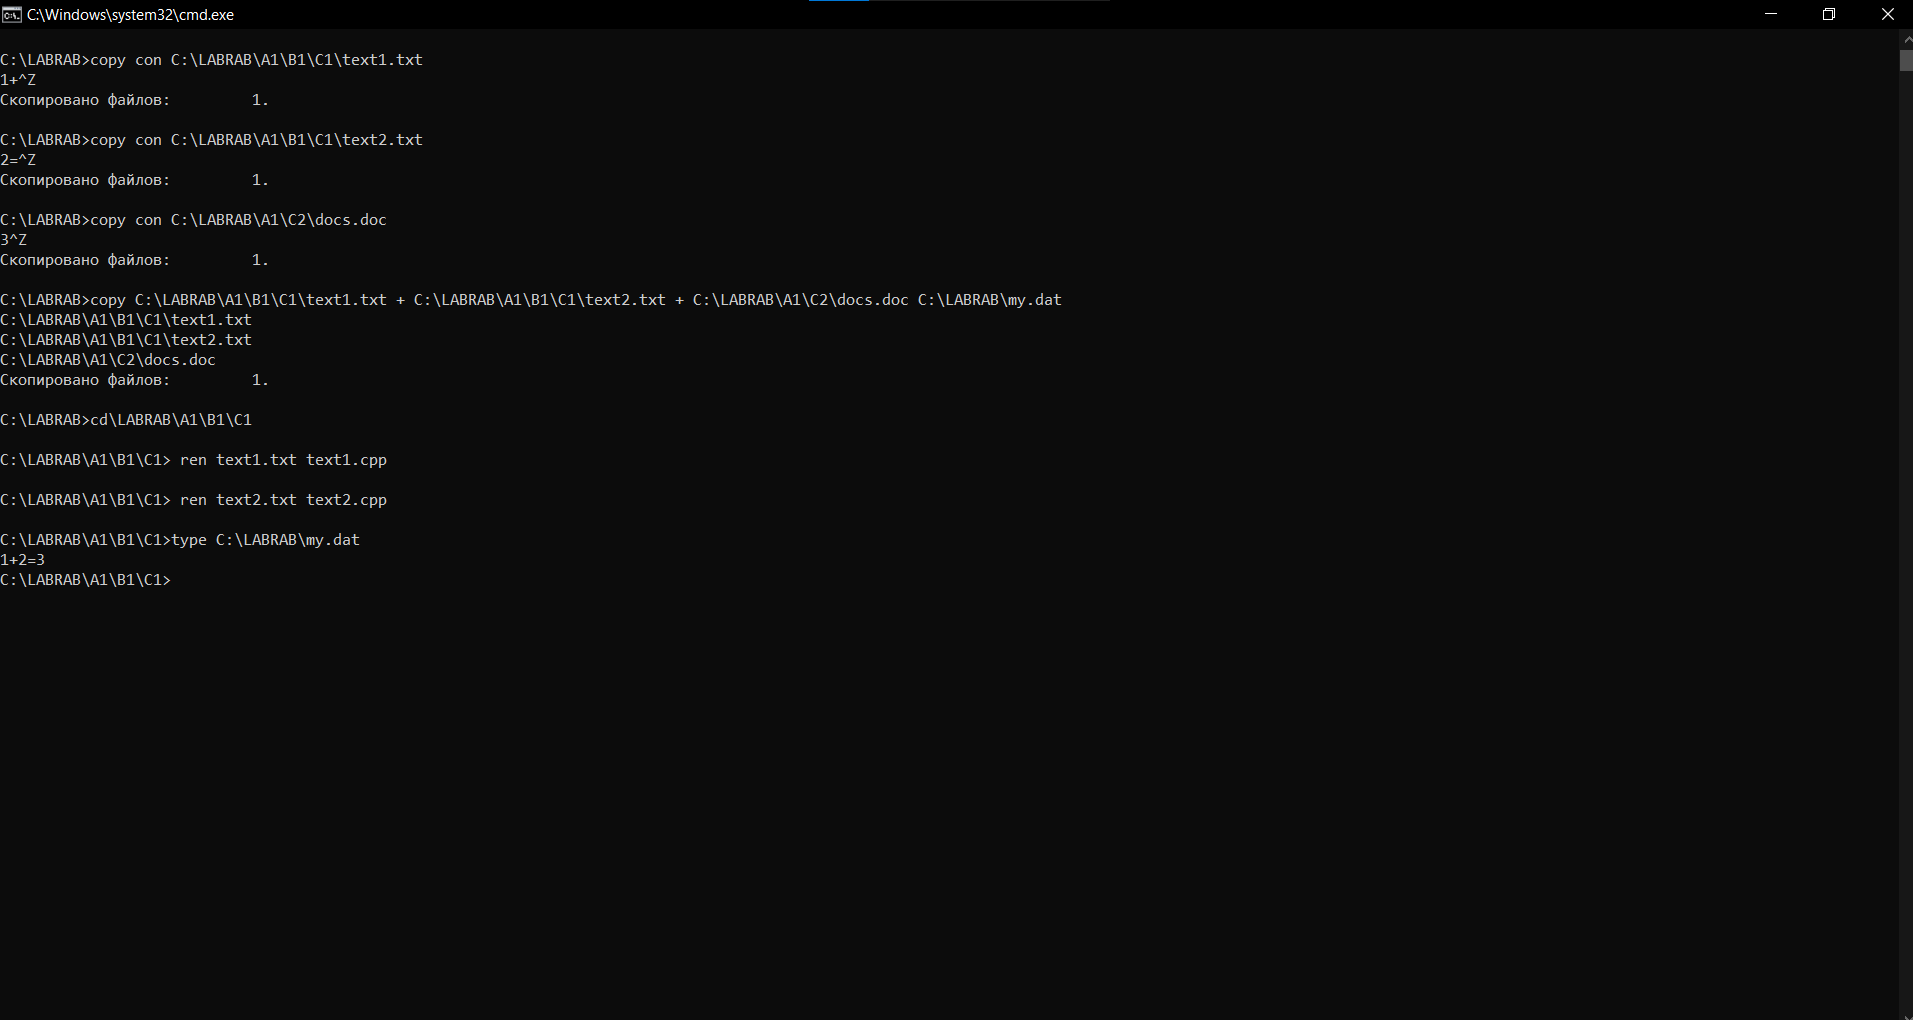 C:\Windows\system32\cmd.exe
C:\LABRAB>copy con C:\LABRAB\A1\B1\C1\text1.txt
1+^Z
Скопировано файлов:         1.
C:\LABRAB>copy con C:\LABRAB\A1\B1\C1\text2.txt
2=^Z
Скопировано файлов:         1.
C:\LABRAB>copy con C:\LABRAB\A1\C2\docs.doc
3^Z
Скопировано файлов:         1.
C:\LABRAB>copy C:\LABRAB\A1\B1\C1\text1.txt + C:\LABRAB\A1\B1\C1\text2.txt + C:\LABRAB\A1\C2\docs.doc C:\LABRAB\my.dat
C:\LABRAB\A1\B1\C1\text1.txt
C:\LABRAB\A1\B1\C1\text2.txt
C:\LABRAB\A1\C2\docs.doc
Скопировано файлов:         1.
C:\LABRAB>cd\LABRAB\A1\B1\C1
C:\LABRAB\A1\B1\C1> ren text1.txt text1.cpp
C:\LABRAB\A1\B1\C1> ren text2.txt text2.cpp
C:\LABRAB\A1\B1\C1>type C:\LABRAB\my.dat
1+2=3
C:\LABRAB\A1\B1\C1>